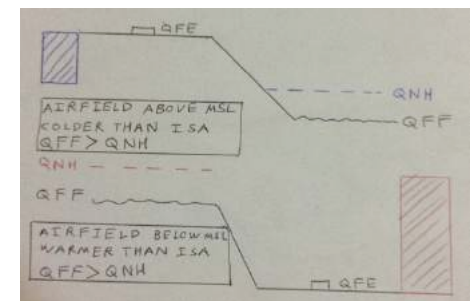 QFE
QNH
QFF
AIRFIELD ABOVE MSL
COLDER THAN ISA
QFF > QNH
QNH
QFF
AIRFIELD BELOW MSL
WARMER THAN ISA
QFF > QNH
QFE